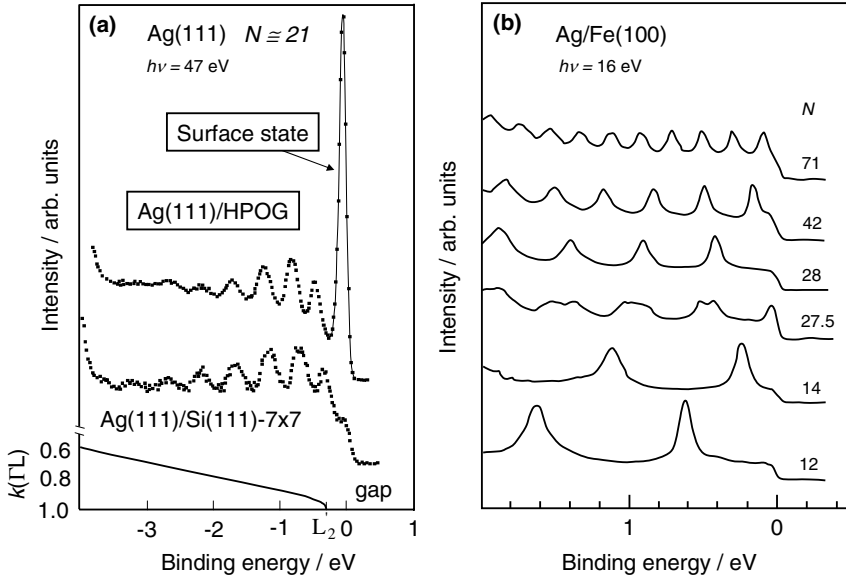 (a)
Ag(111) N ≅ 21
hν = 47 eV
Surface state
Ag(111)/HPOG
Ag(111)/Si(111)-7x7
gap
Intensity / arb. units
k(ΓL)
0.6
0.8
1.0
-3 -2 -1 L2 0 1
Binding energy / eV
(b)
Ag/Fe(100)
hν = 16 eV
N
71
42
28
27.5
14
12
Intensity / arb. units
1 0
Binding energy / eV